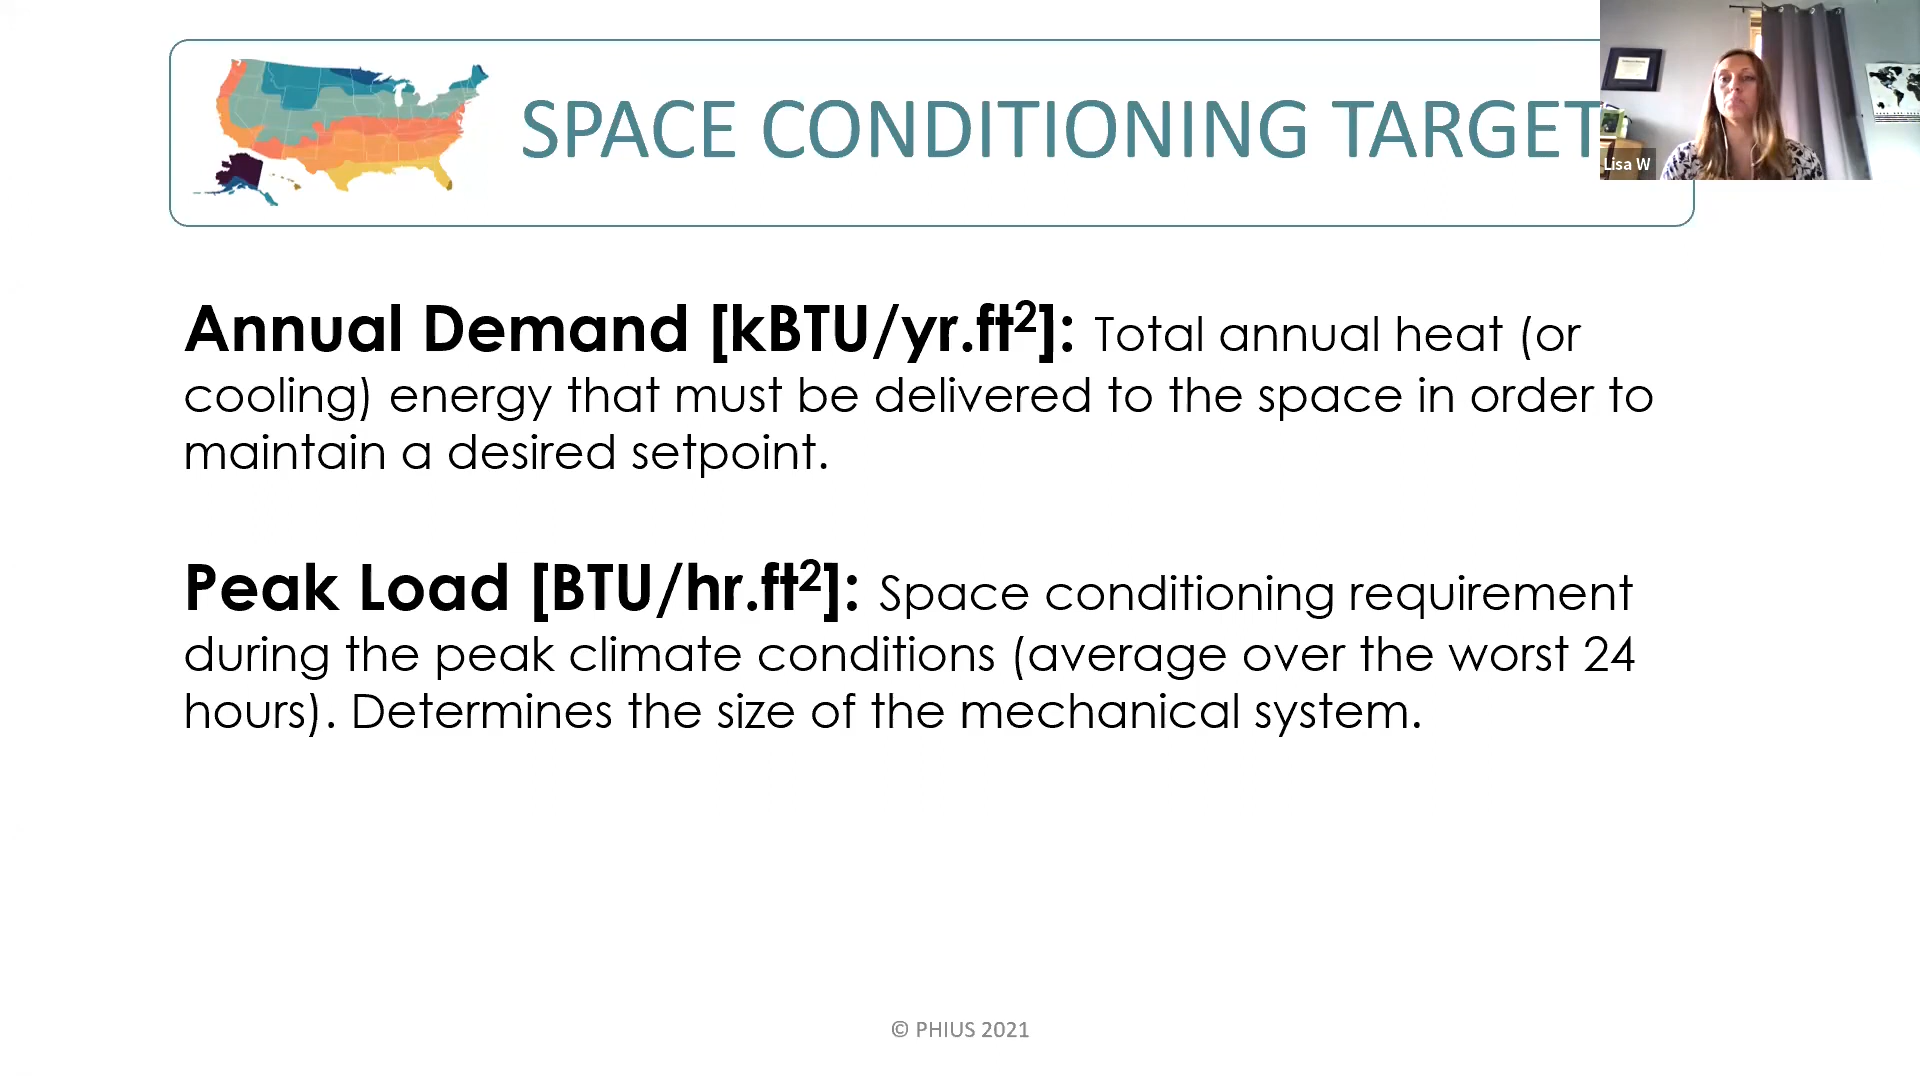 SPACE CONDITIONING TARGET
Lisa W
Annual Demand [kBTU/yr.ft²]: Total annual heat (or
cooling) energy that must be delivered to the space in order to
maintain a desired setpoint.
Peak Load [BTU/hr.ft²]: Space conditioning requirement
during the peak climate conditions (average over the worst 24
hours). Determines the size of the mechanical system.
© PHIUS 2021